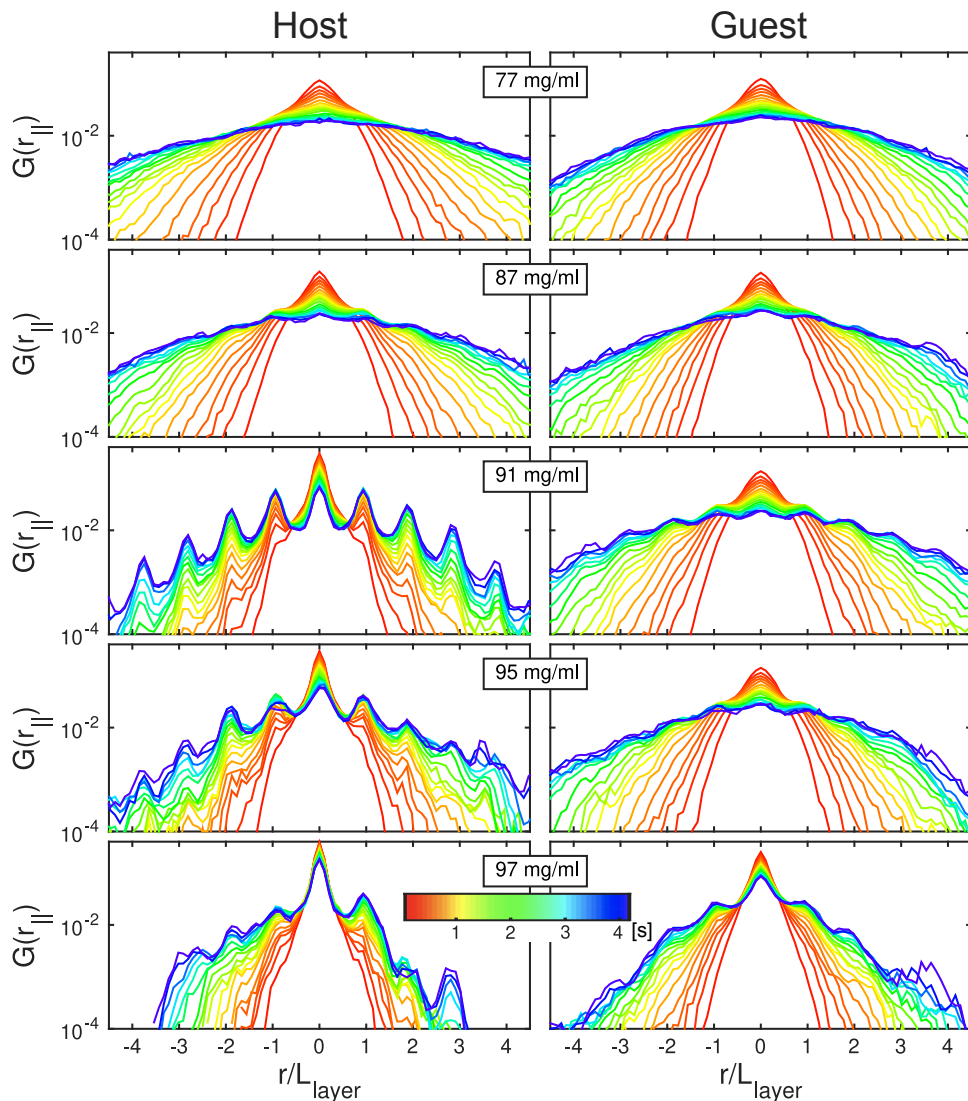 Host Guest
77 mg/ml
G(r||)
10-2
10-4
87 mg/ml
G(r||)
10-2
10-4
91 mg/ml
G(r||)
10-2
10-4
95 mg/ml
G(r||)
10-2
10-4
97 mg/ml
1 2 3 4 [s]
G(r||)
10-2
10-4
-4 -3 -2 -1 0 1 2 3 4 -4 -3 -2 -1 0 1 2 3 4
r/Llayer r/Llayer